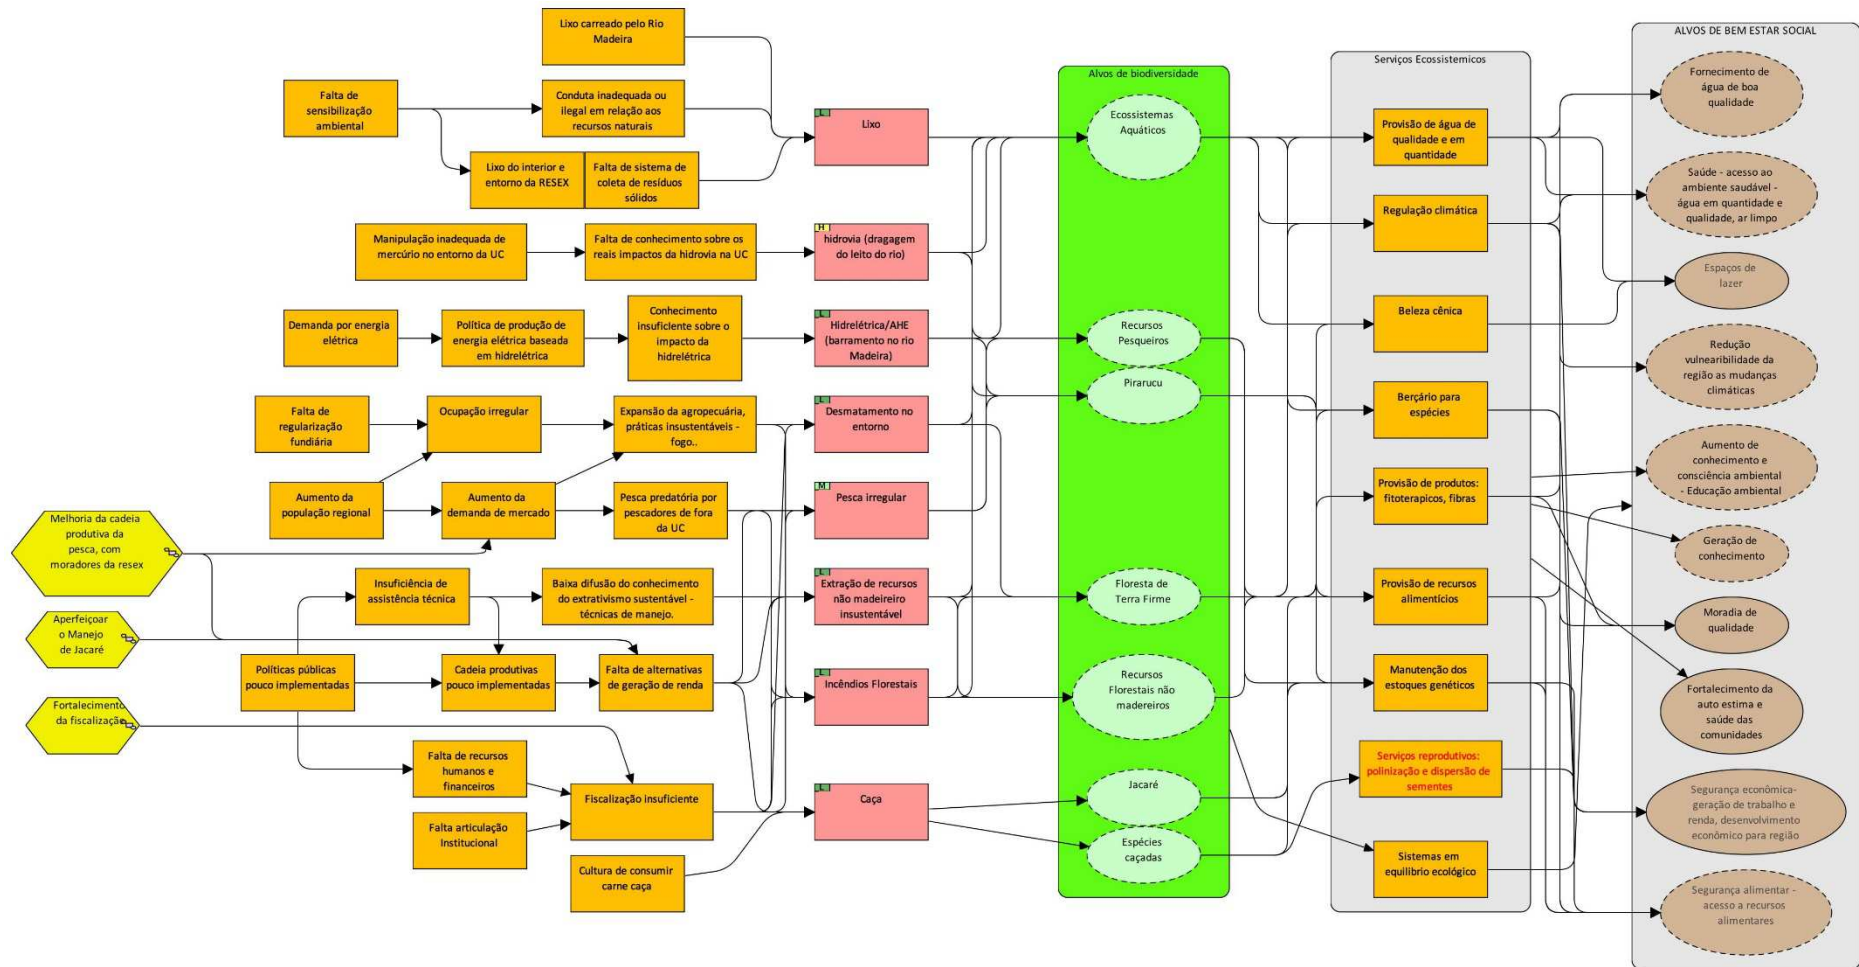 Lixo carreado pelo Rio
Madeira
Falta de
sensibilização
ambiental
Conduta inadequada ou
ilegal em relação aos
recursos naturais
Lixo do interior e
entorno da RESEX
Falta de sistema de
coleta de resíduos
sólidos
Manipulação inadequada de
mercúrio no entorno da UC
Falta de conhecimento sobre os
reais impactos da hidrovia na UC
Demanda por energia
elétrica
Política de produção de
energia elétrica baseada
em hidrelétrica
Conhecimento
insuficiente sobre o
impacto da
hidrelétrica
Falta de
regularização
fundiária
Ocupação irregular
Expansão da agropecuária,
práticas insustentáveis -
fogo..
Aumento da
população regional
Aumento da
demanda de mercado
Pesca predatória por
pescadores de fora
da UC
Melhoria da cadeia
produtiva da
pesca, com
moradores da resex
Insuficiência de
assistência técnica
Baixa difusão do conhecimento
do extrativismo sustentável -
técnicas de manejo.
Aperfeiçoar
o Manejo
de Jacaré
Políticas públicas
pouco implementadas
Cadeia produtivas
pouco implementadas
Falta de alternativas
de geração de renda
Fortalecimento
da fiscalização
Falta de recursos
humanos e
financeiros
Fiscalização insuficiente
Falta articulação
Institucional
Cultura de consumir
carne caça
L
Lixo
H
hidrovia (dragagem
do leito do rio)
L
Hidrelétrica/AHE
(barramento no rio
Madeira)
L
Desmatamento no
entorno
M
Pesca irregular
L
Extração de recursos
não madeireiro
insustentável
L
Incêndios Florestais
L
Caça
Alvos de biodiversidade
Ecossistemas
Aquáticos
Recursos
Pesqueiros
Pirarucu
Floresta de
Terra Firme
Recursos
Florestais não
madereiros
Jacaré
Espécies
caçadas
Serviços Ecossistemicos
Provisão de água de
qualidade e em
quantidade
Regulação climática
Beleza cênica
Berçário para
espécies
Provisão de produtos:
fitoterapicos, fibras
Provisão de recursos
alimentícios
Manutenção dos
estoques genéticos
Serviços reprodutivos:
polinização e dispersão de
sementes
Sistemas em
equilibrio ecológico
ALVOS DE BEM ESTAR SOCIAL
Fornecimento de
água de boa
qualidade
Saúde - acesso ao
ambiente saudável -
água em quantidade e
qualidade, ar limpo
Espaços de
lazer
Redução
vulnearibilidade da
região as mudanças
climáticas
Aumento de
conhecimento e
consciência ambiental
- Educação ambiental
Geração de
conhecimento
Moradia de
qualidade
Fortalecimento da
auto estima e
saúde das
comunidades
Segurança econômica-
geração de trabalho e
renda, desenvolvimento
econômico para região
Segurança alimentar -
acesso a recursos
alimentares